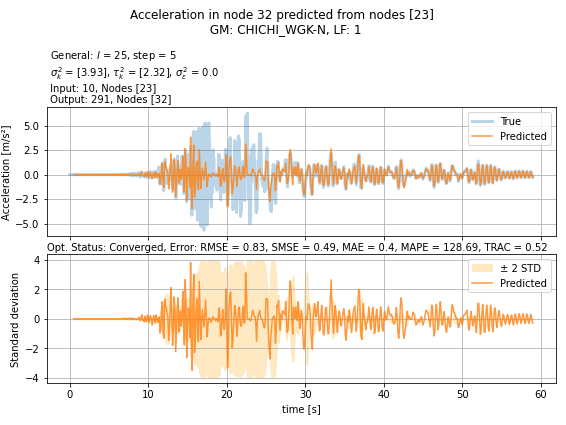 Acceleration in node 32 predicted from nodes [23]
GM: CHICHI_WGK-N, LF: 1
General: l = 25, step = 5
σ²ₖ = [3.93], τ²ₖ = [2.32], σ²ε = 0.0
Input: 10, Nodes [23]
Output: 291, Nodes [32]
Acceleration [m/s²]
5.0
2.5
0.0
−2.5
−5.0
True
Predicted
Opt. Status: Converged, Error: RMSE = 0.83, SMSE = 0.49, MAE = 0.4, MAPE = 128.69, TRAC = 0.52
Standard deviation
4
2
0
−2
−4
± 2 STD
Predicted
0 10 20 30 40 50 60
time [s]